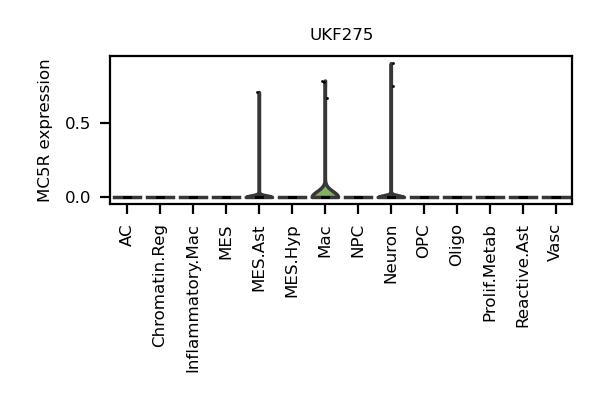 UKF275
MC5R expression
0.5
0.0
AC
Chromatin.Reg
Inflammatory.Mac
MES
MES.Ast
MES.Hyp
Mac
NPC
Neuron
OPC
Oligo
Prolif.Metab
Reactive.Ast
Vasc